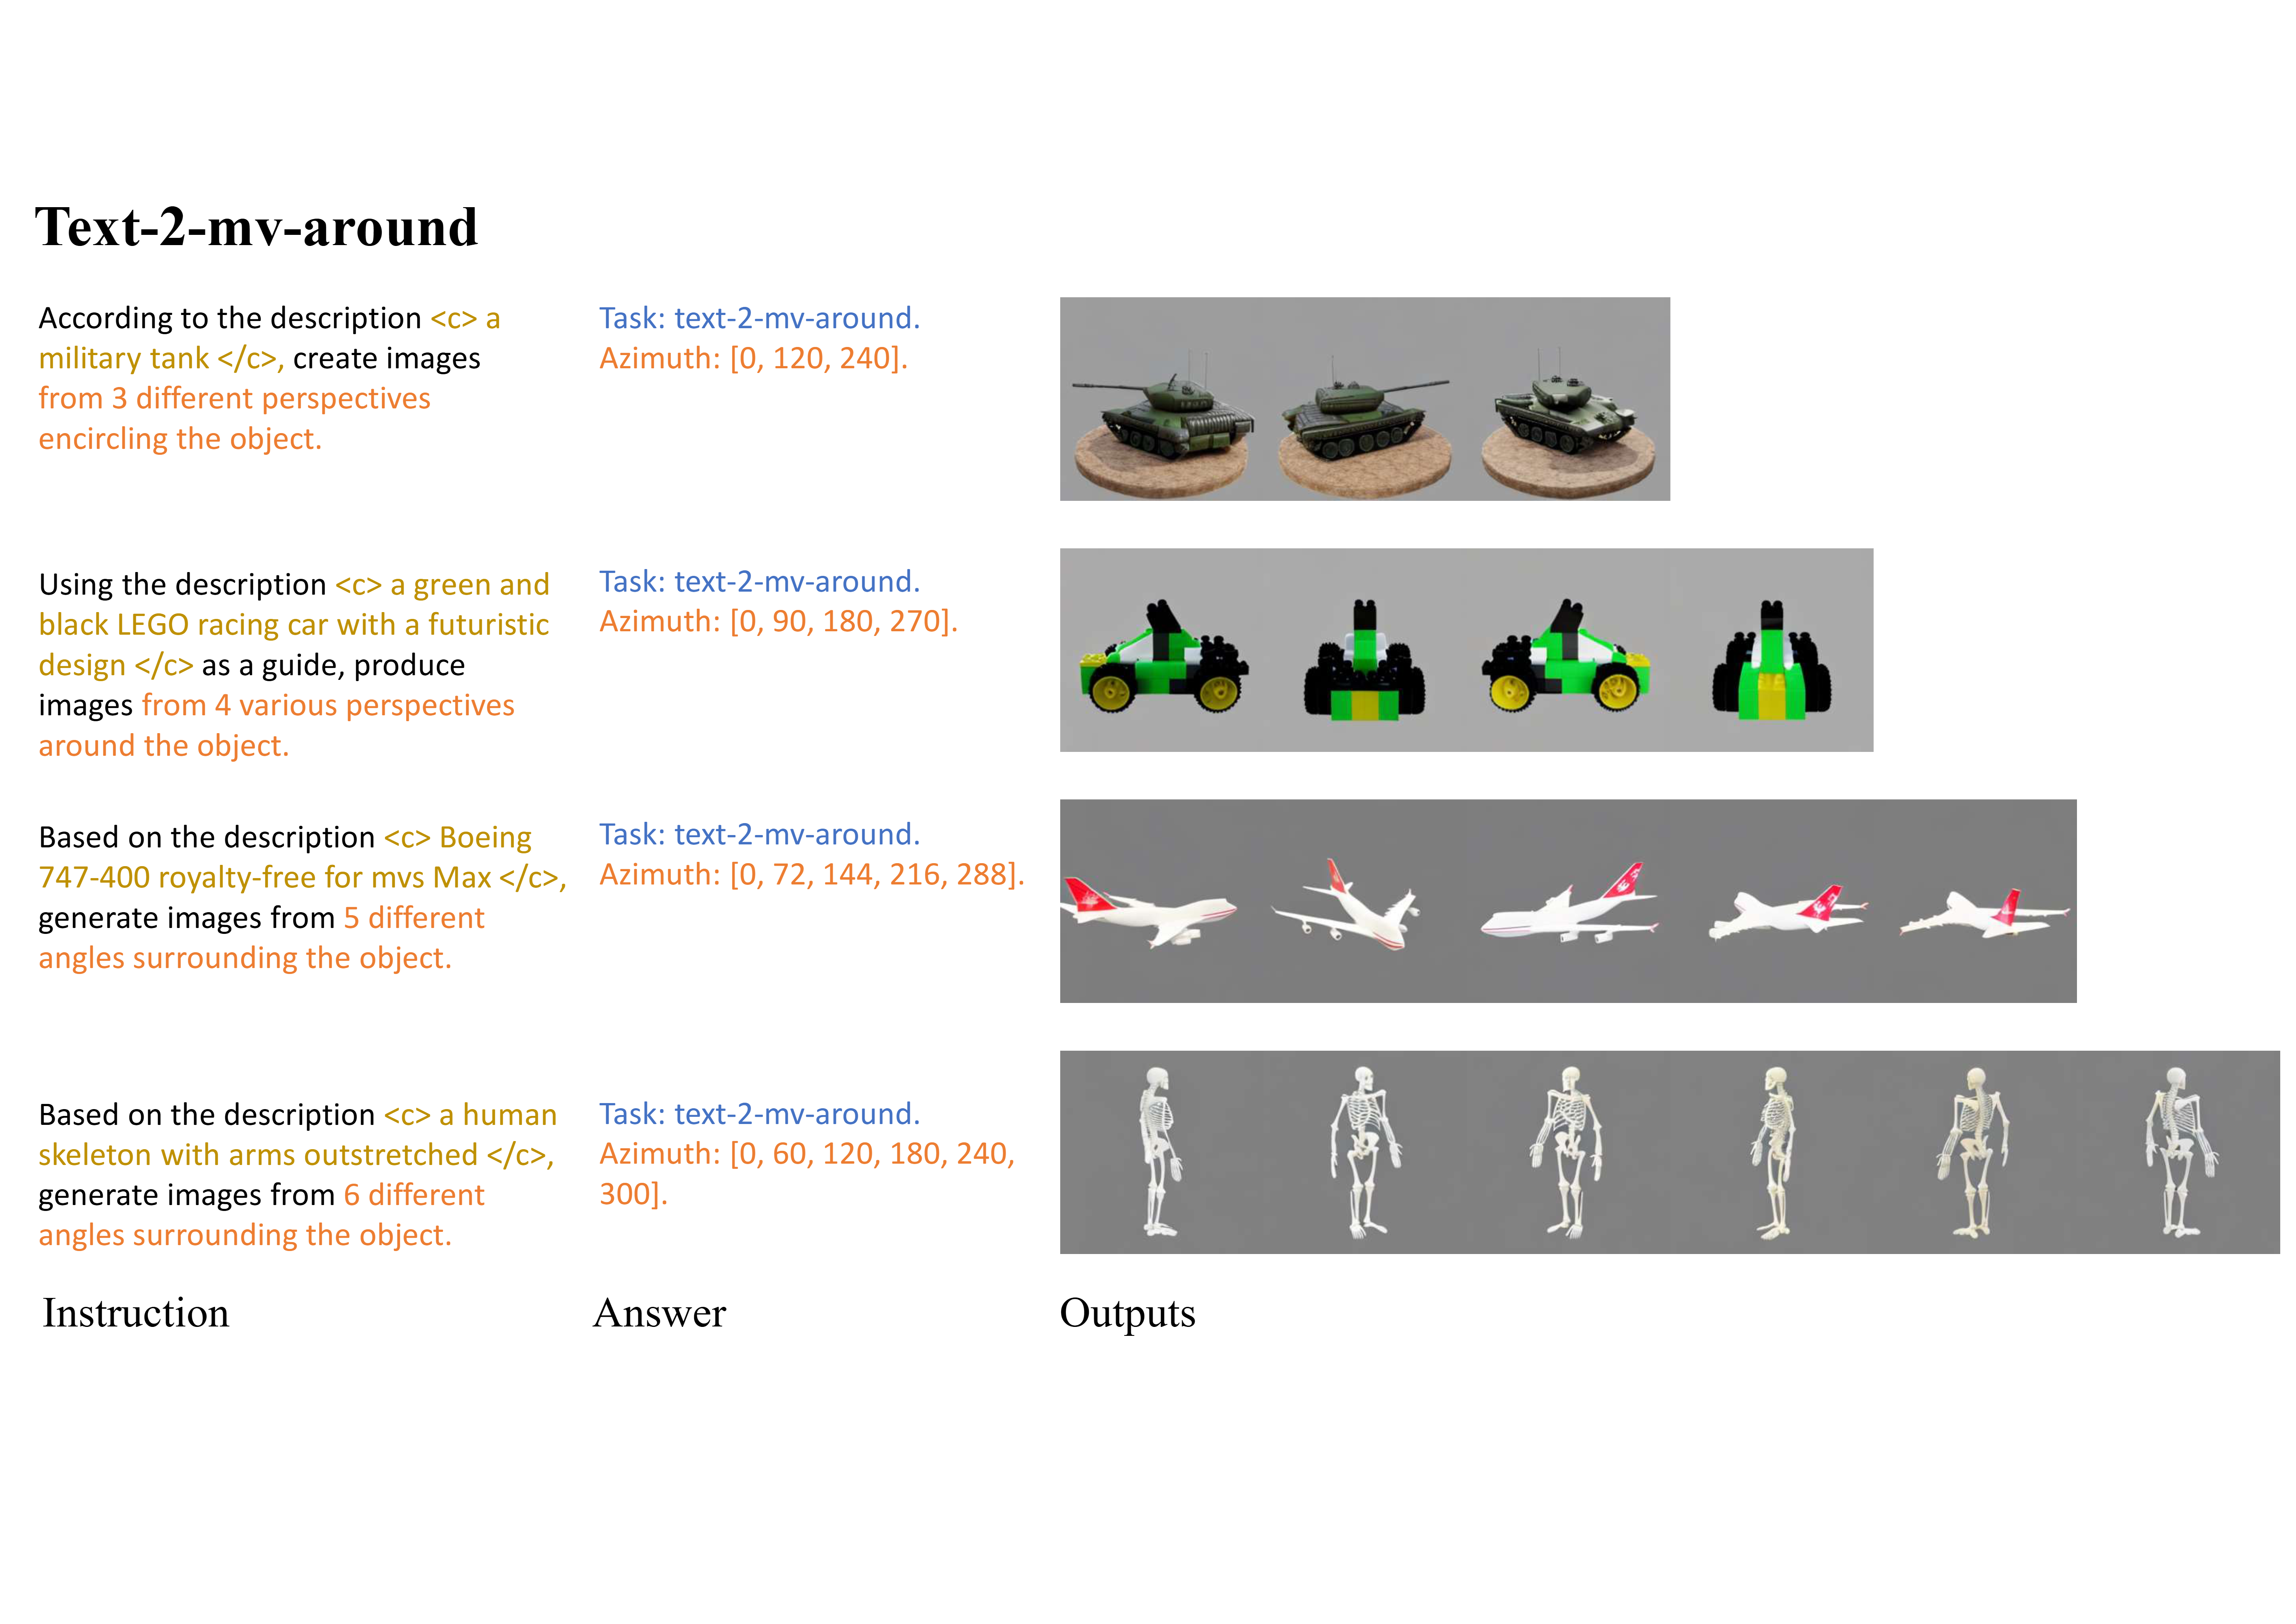 Text-2-mv-around
According to the description <c> a
military tank </c>, create images
from 3 different perspectives
encircling the object.
Task: text-2-mv-around.
Azimuth: [0, 120, 240].
Using the description <c> a green and
black LEGO racing car with a futuristic
design </c> as a guide, produce
images from 4 various perspectives
around the object.
Task: text-2-mv-around.
Azimuth: [0, 90, 180, 270].
Based on the description <c> Boeing
747-400 royalty-free for mvs Max </c>,
generate images from 5 different
angles surrounding the object.
Task: text-2-mv-around.
Azimuth: [0, 72, 144, 216, 288].
Based on the description <c> a human
skeleton with arms outstretched </c>,
generate images from 6 different
angles surrounding the object.
Task: text-2-mv-around.
Azimuth: [0, 60, 120, 180, 240,
300].
Instruction
Answer
Outputs